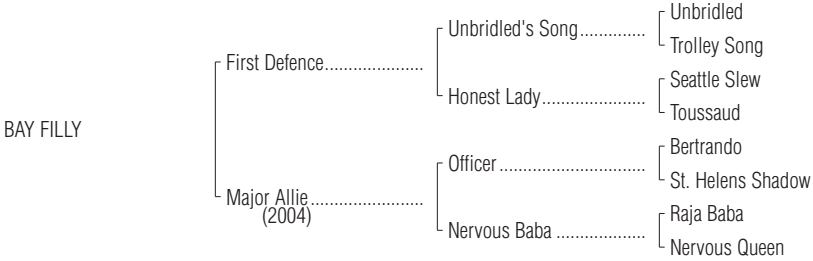 Unbridled
Unbridled's Song..............
Trolley Song
First Defence.....................
Seattle Slew
Honest Lady......................
Toussaud
BAY FILLY
Bertrando
Officer ...............................
St. Helens Shadow
Major Allie........................
(2004)
Raja Baba
Nervous Baba ...................
Nervous Queen